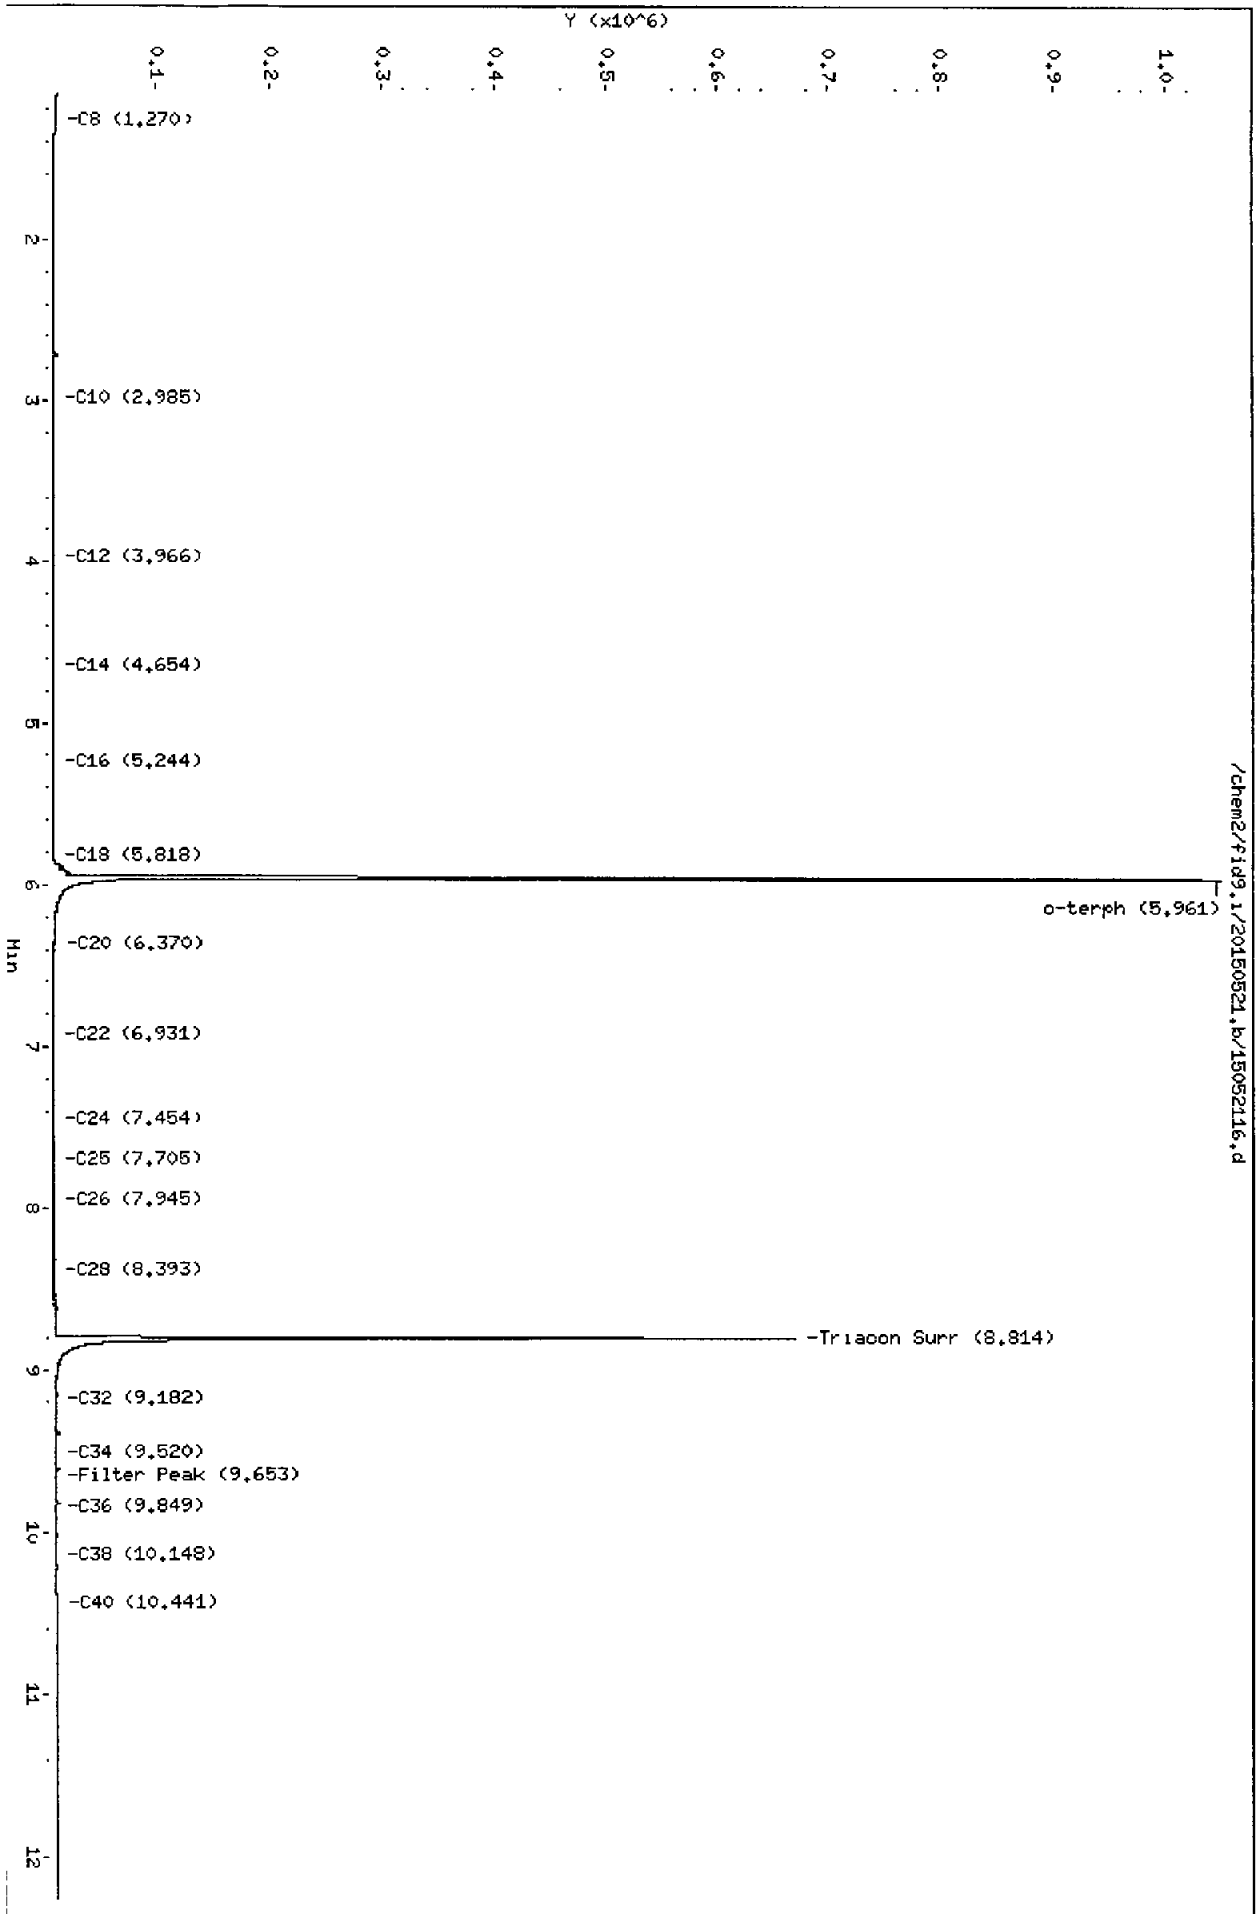 Y (x10^6)
0.1
0.2
0.3
0.4
0.5
0.6
0.7
0.8
0.9
1.0
/chem2/fid9.i/20150521.b/15052116.d
-C8 (1.270)
-C10 (2.985)
-C12 (3.966)
-C14 (4.654)
-C16 (5.244)
-C18 (5.818)
o-terph (5.961)
-C20 (6.370)
-C22 (6.931)
-C24 (7.454)
-C25 (7.705)
-C26 (7.945)
-C28 (8.393)
-Triacon Surr (8.814)
-C32 (9.182)
-C34 (9.520)
-Filter Peak (9.653)
-C36 (9.849)
-C38 (10.148)
-C40 (10.441)
2
3
4
5
6
7
8
9
10
11
12
Min